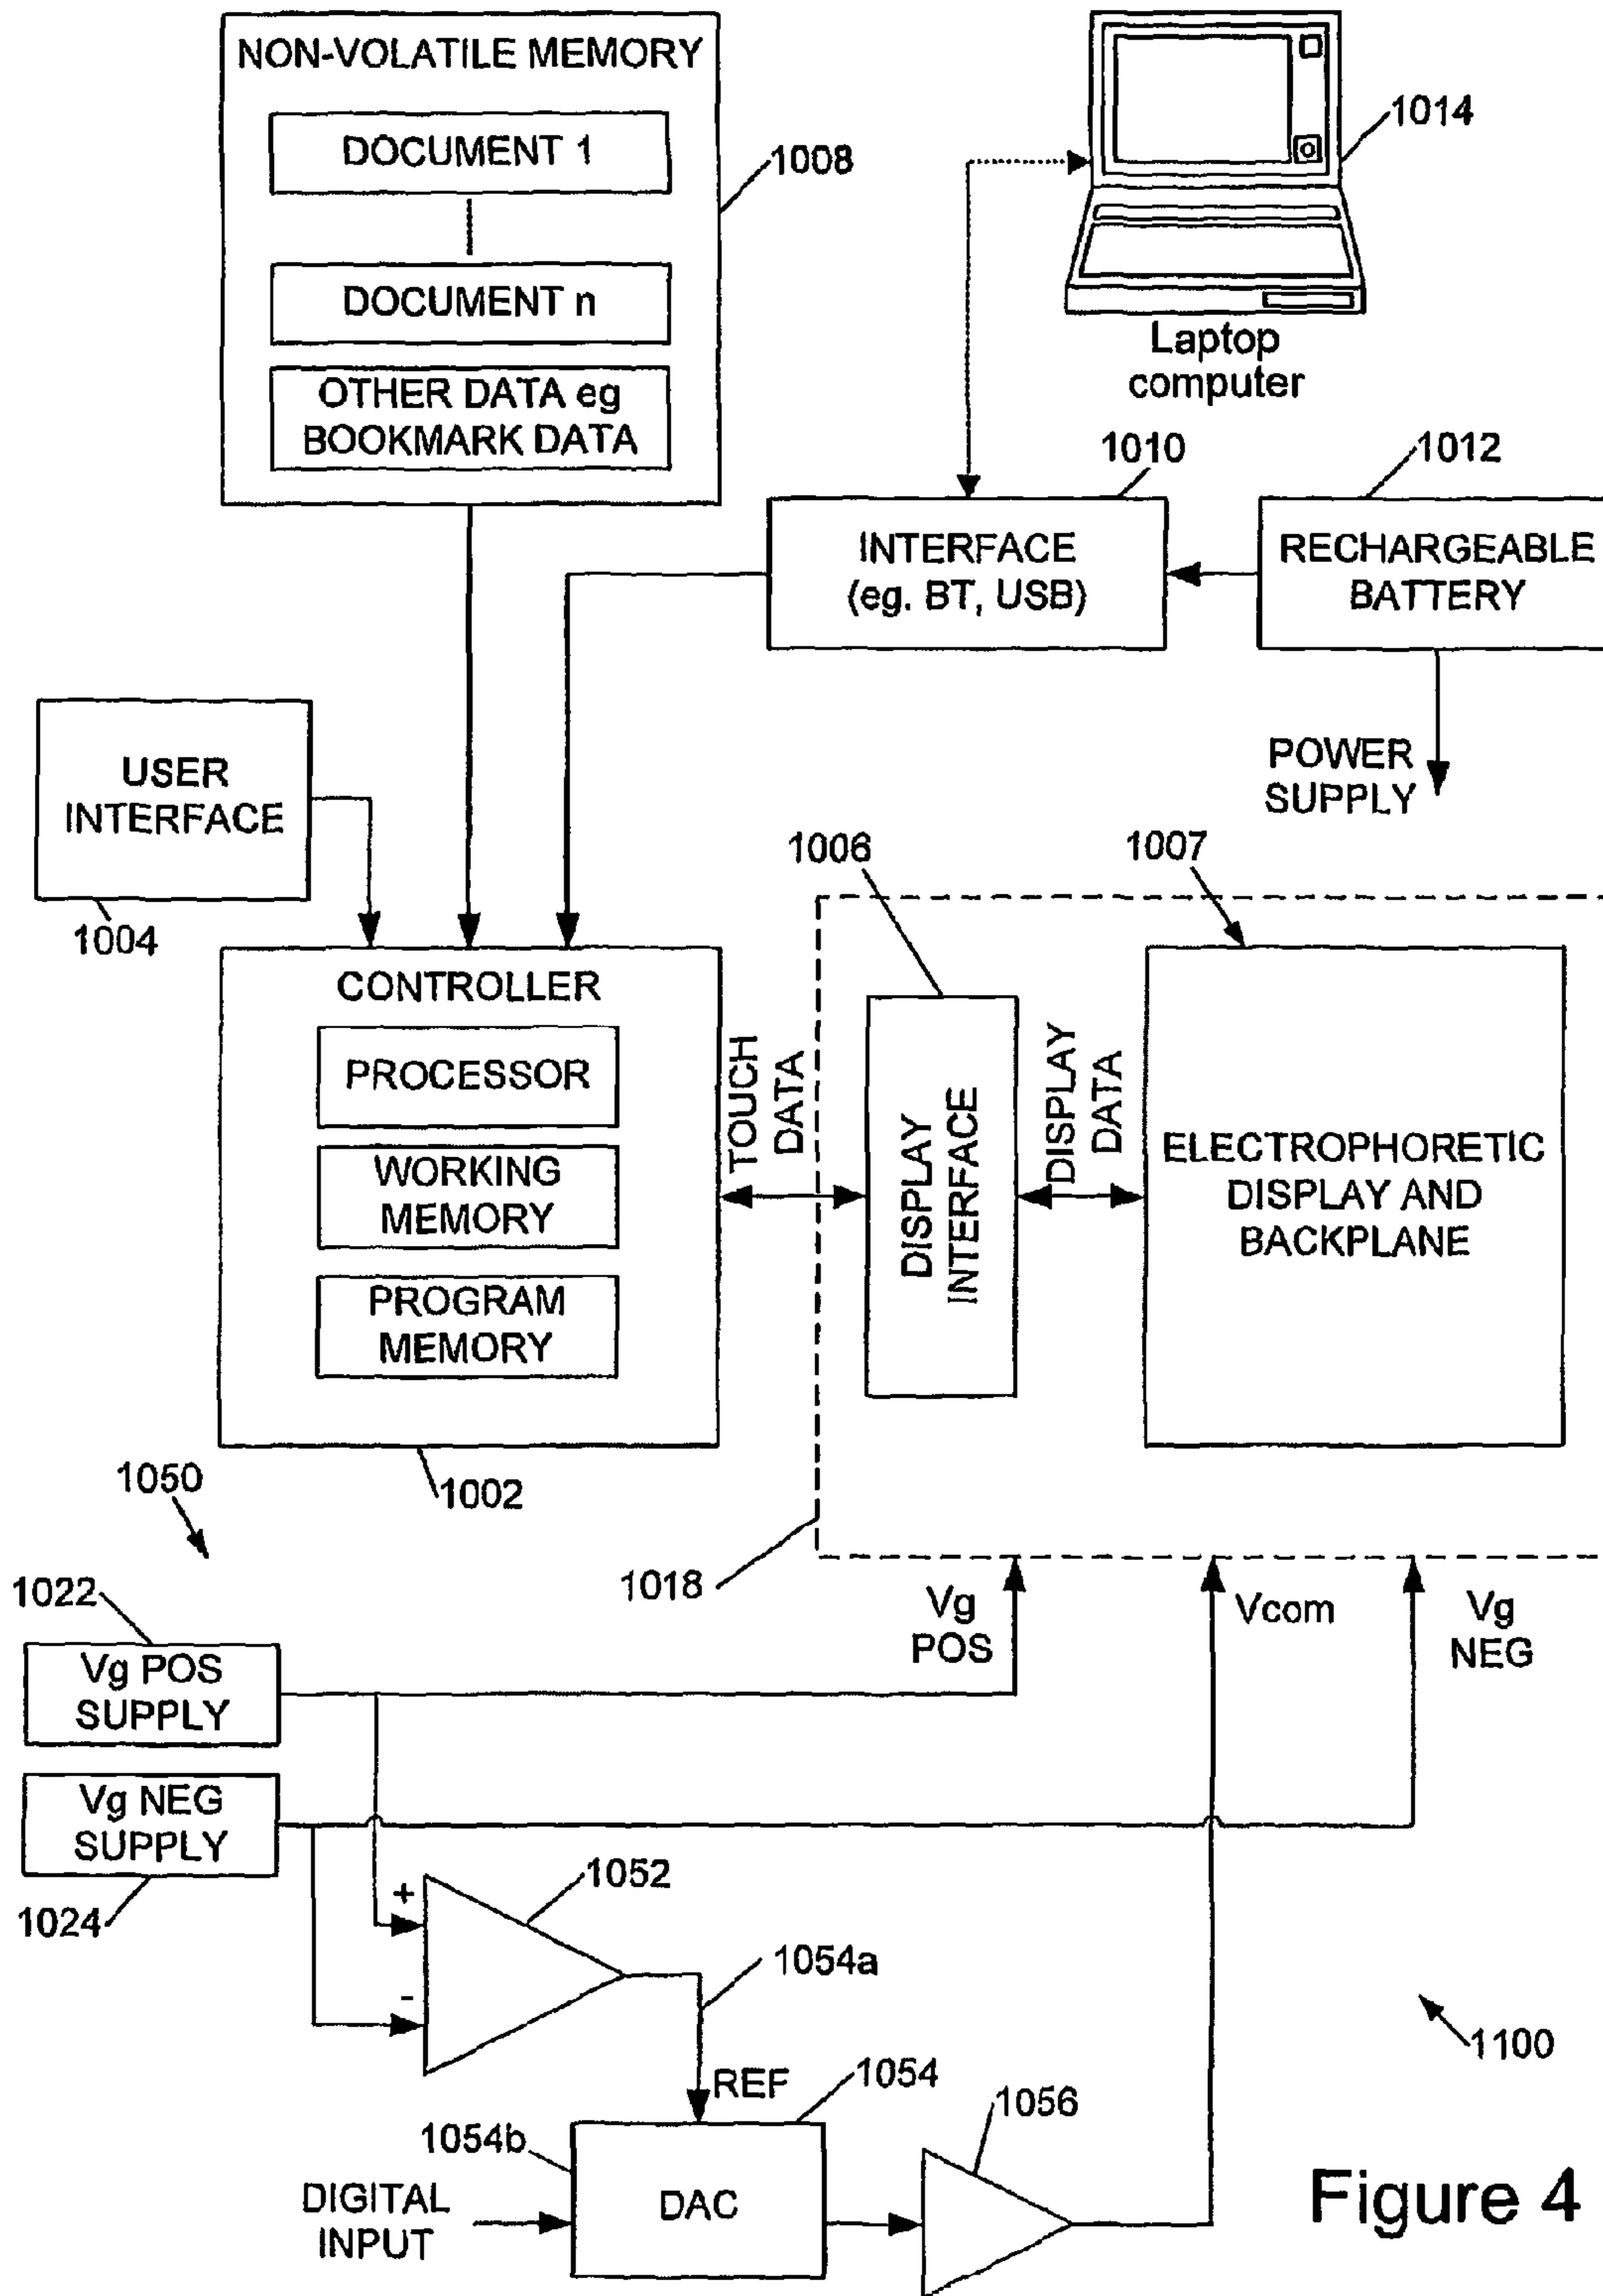 NON-VOLATILE MEMORY
DOCUMENT 1
DOCUMENT n
OTHER DATA eg
BOOKMARK DATA
1008
1014
Laptop
computer
1010
1012
INTERFACE
(eg. BT, USB)
RECHARGEABLE
BATTERY
POWER
SUPPLY
USER
INTERFACE
1004
1006
1007
CONTROLLER
PROCESSOR
WORKING
MEMORY
PROGRAM
MEMORY
1002
TOUCH
DATA
DISPLAY
INTERFACE
DISPLAY
DATA
ELECTROPHORETIC
DISPLAY AND
BACKPLANE
1050
1018
1022
Vg POS
SUPPLY
Vg
POS
Vcom
Vg
NEG
Vg NEG
SUPPLY
1024
+
-
1052
1054a
REF
1054
1054b
1056
1100
DIGITAL
INPUT
DAC
Figure 4